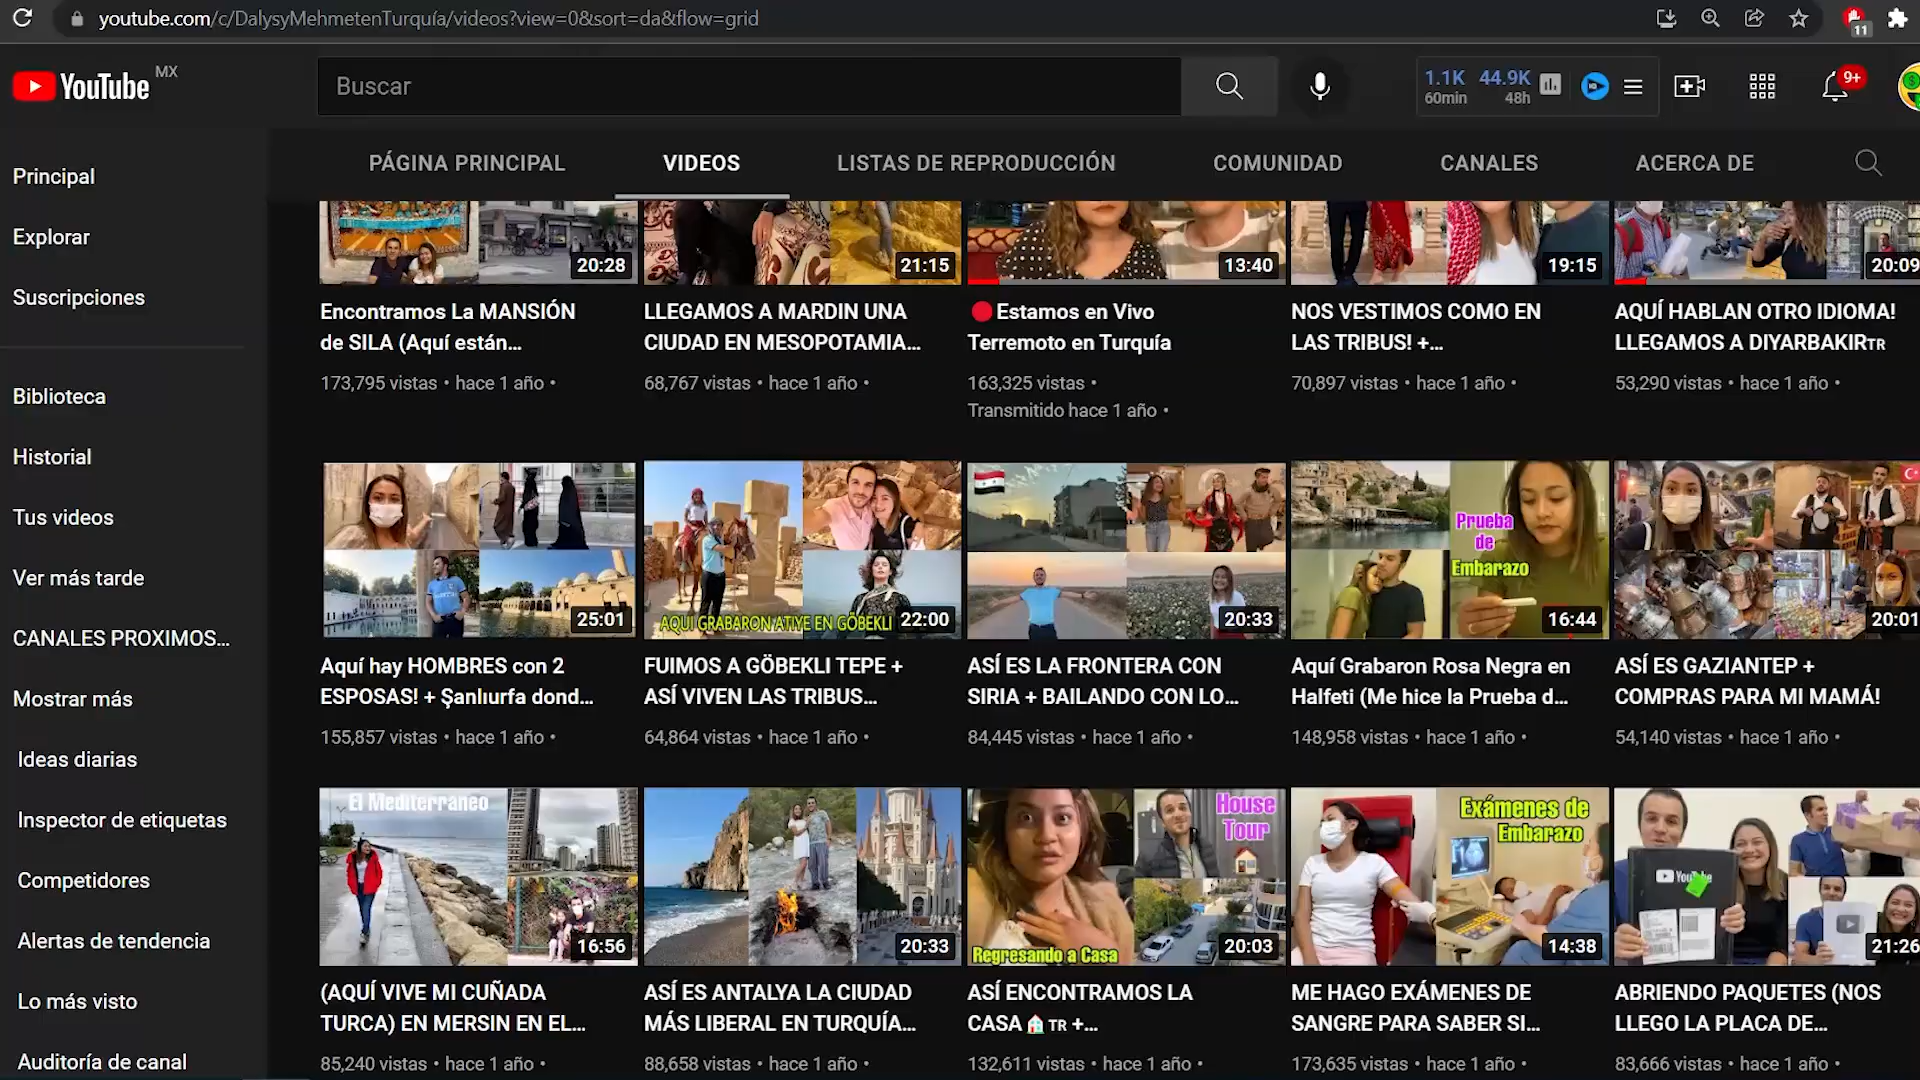 youtube.com/c/DalysyMehmetenTurquía/videos?view=0&sort=da&flow=grid
11
YouTube MX
Buscar
1.1K 44.9K
60min 48h
9+
PÁGINA PRINCIPAL VIDEOS LISTAS DE REPRODUCCIÓN COMUNIDAD CANALES ACERCA DE
Principal
Explorar
Suscripciones
Biblioteca
Historial
Tus videos
Ver más tarde
CANALES PROXIMOS...
Mostrar más
Ideas diarias
Inspector de etiquetas
Competidores
Alertas de tendencia
Lo más visto
Auditoría de canal
20:28
Encontramos La MANSIÓN
de SILA (Aquí están...
173,795 vistas • hace 1 año •
21:15
LLEGAMOS A MARDIN UNA
CIUDAD EN MESOPOTAMIA...
68,767 vistas • hace 1 año •
13:40
🔴Estamos en Vivo
Terremoto en Turquía
163,325 vistas •
Transmitido hace 1 año •
19:15
NOS VESTIMOS COMO EN
LAS TRIBUS! +...
70,897 vistas • hace 1 año •
20:09
AQUÍ HABLAN OTRO IDIOMA!
LLEGAMOS A DIYARBAKIRTR
53,290 vistas • hace 1 año •
25:01
Aquí hay HOMBRES con 2
ESPOSAS! + Şanlıurfa dond...
155,857 vistas • hace 1 año •
AQUI GRABARON ATIYE EN GÖBEKLI
22:00
FUIMOS A GÖBEKLI TEPE +
ASÍ VIVEN LAS TRIBUS...
64,864 vistas • hace 1 año •
20:33
ASÍ ES LA FRONTERA CON
SIRIA + BAILANDO CON LO...
84,445 vistas • hace 1 año •
Prueba
de
Embarazo
16:44
Aquí Grabaron Rosa Negra en
Halfeti (Me hice la Prueba d...
148,958 vistas • hace 1 año •
20:01
ASÍ ES GAZIANTEP +
COMPRAS PARA MI MAMÁ!
54,140 vistas • hace 1 año •
El Mediterraneo
16:56
(AQUÍ VIVE MI CUÑADA
TURCA) EN MERSIN EN EL...
85,240 vistas • hace 1 año •
20:33
ASÍ ES ANTALYA LA CIUDAD
MÁS LIBERAL EN TURQUÍA...
88,658 vistas • hace 1 año •
House
Tour
Regresando a Casa
20:03
ASÍ ENCONTRAMOS LA
CASA🏠TR +...
132,611 vistas • hace 1 año •
Exámenes de
Embarazo
14:38
ME HAGO EXÁMENES DE
SANGRE PARA SABER SI...
173,635 vistas • hace 1 año •
YouTube
21:26
ABRIENDO PAQUETES (NOS
LLEGO LA PLACA DE...
83,666 vistas • hace 1 año •